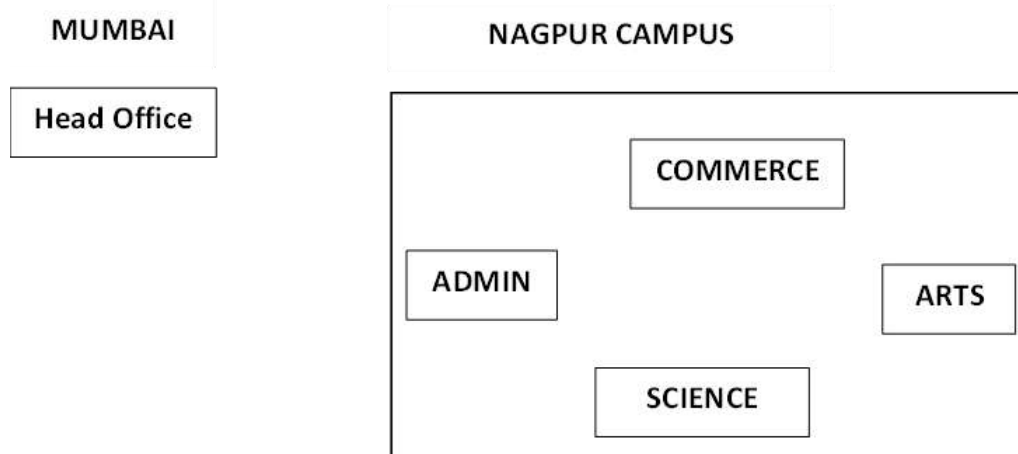 MUMBAI
NAGPUR CAMPUS
Head Office
COMMERCE
ADMIN
ARTS
SCIENCE